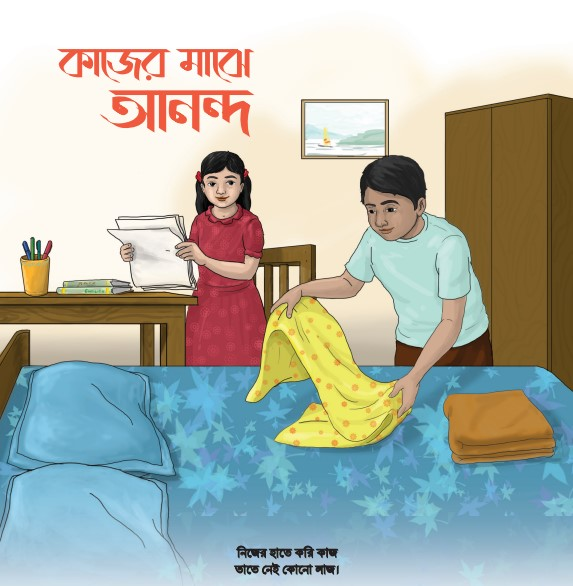 কাজের মাঝে
আনন্দ
নিজের হাতে করি কাজ
তাতে নেই কোনো লাজ।